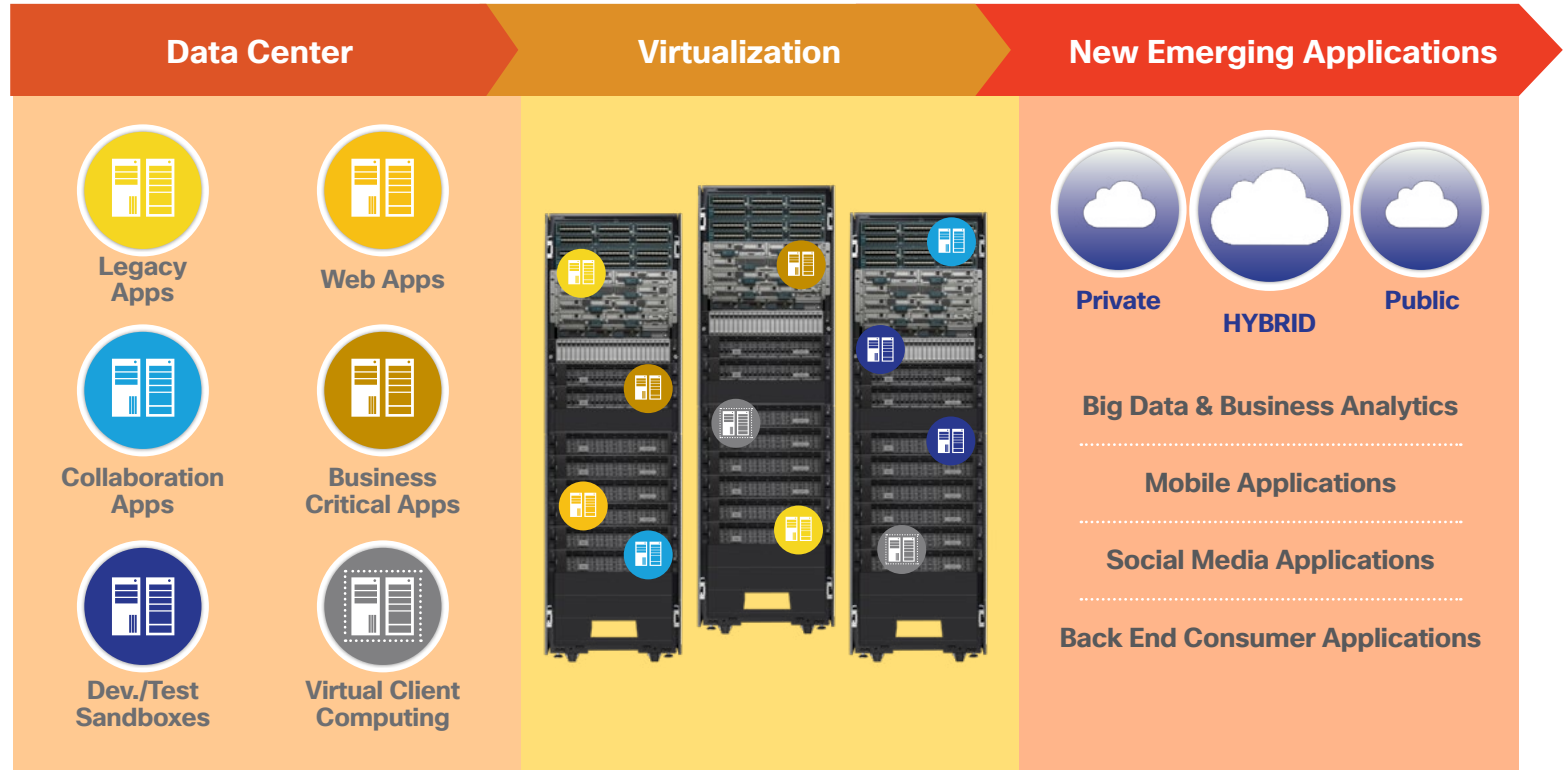 Data Center
Virtualization
New Emerging Applications
Legacy
Apps
Web Apps
Collaboration
Apps
Business
Critical Apps
Dev./Test
Sandboxes
Virtual Client
Computing
Private
HYBRID
Public
Big Data & Business Analytics
Mobile Applications
Social Media Applications
Back End Consumer Applications